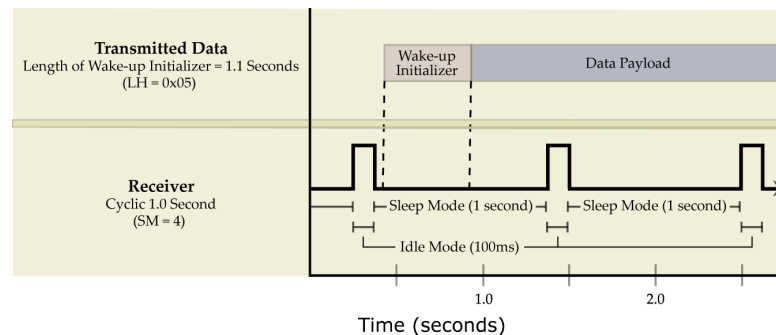 Transmitted Data
Length of Wake-up Initializer = 1.1 Seconds
(LH = 0x05)
Wake-up
Initializer
Data Payload
Receiver
Cyclic 1.0 Second
(SM = 4)
Sleep Mode (1 second)
Sleep Mode (1 second)
Idle Mode (100ms)
1.0
2.0
Time (seconds)